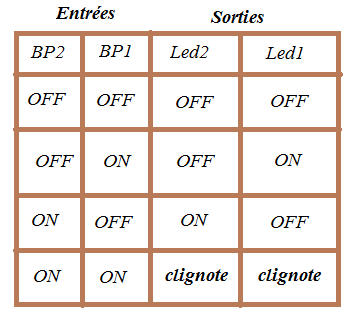 Entrées Sorties
BP2 BP1 Led2 Led1
OFF OFF OFF OFF
OFF ON OFF ON
ON OFF ON OFF
ON ON clignote clignote